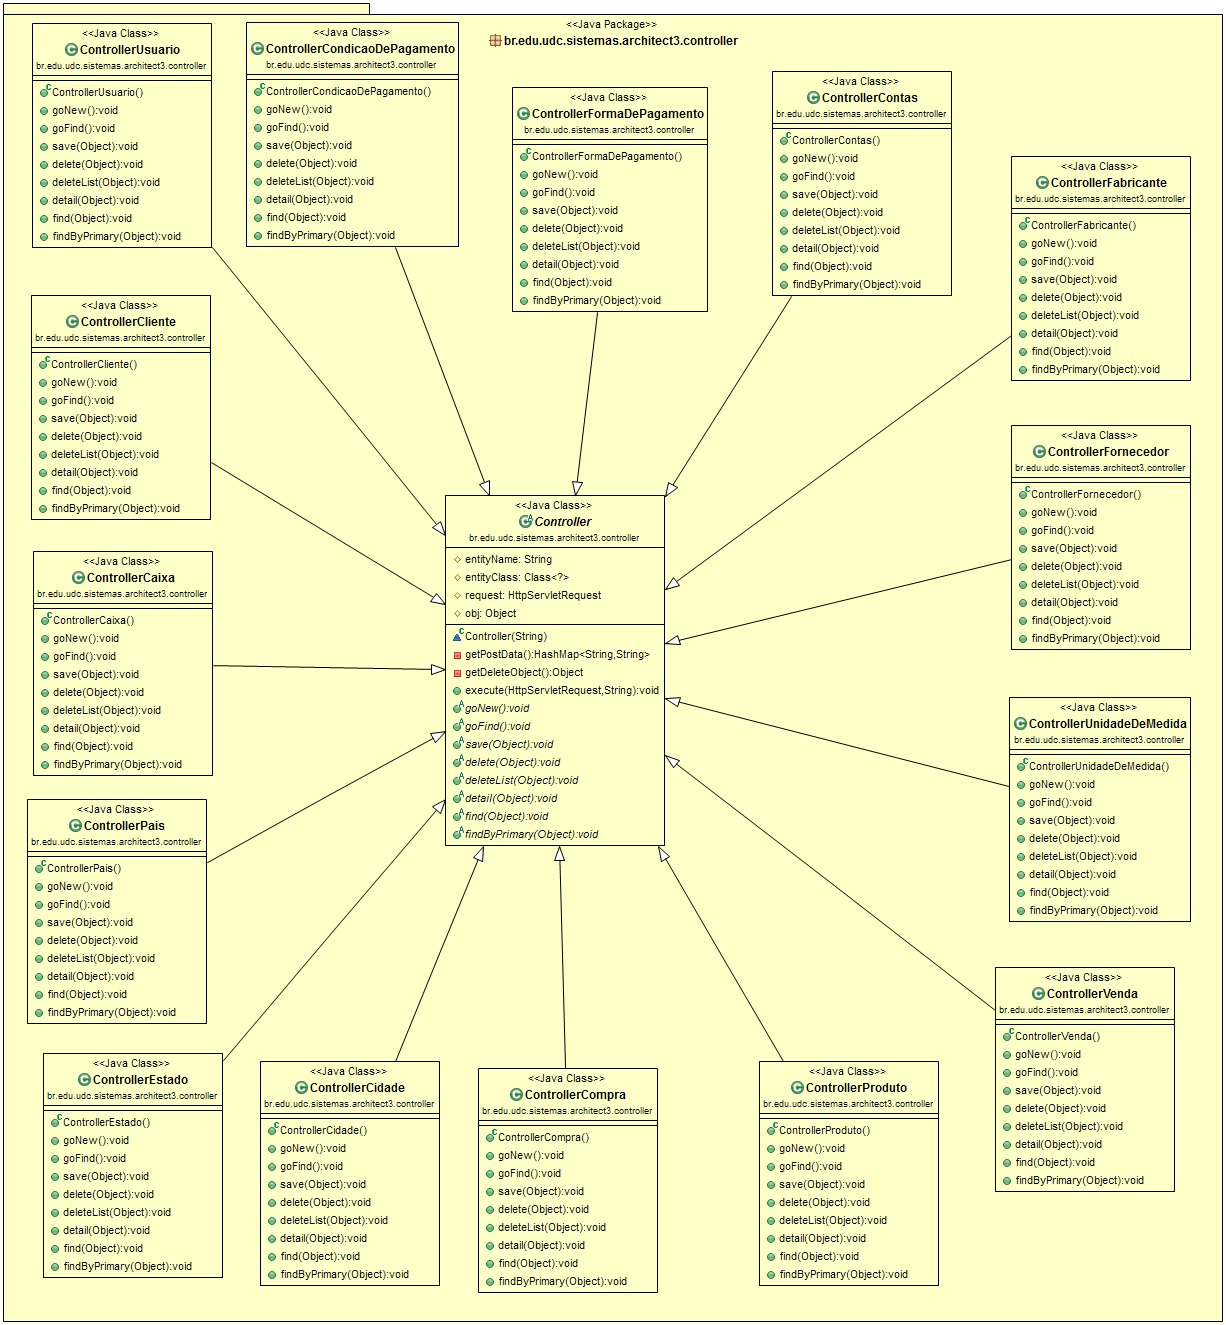 <<Java Package>>
br.edu.udc.sistemas.architect3.controller
<<Java Class>>
ControllerUsuario
br.edu.udc.sistemas.architect3.controller
ControllerUsuario()
goNew():void
goFind():void
save(Object):void
delete(Object):void
deleteList(Object):void
detail(Object):void
find(Object):void
findByPrimary(Object):void
<<Java Class>>
ControllerCondicaoDePagamento
br.edu.udc.sistemas.architect3.controller
ControllerCondicaoDePagamento()
goNew():void
goFind():void
save(Object):void
delete(Object):void
deleteList(Object):void
detail(Object):void
find(Object):void
findByPrimary(Object):void
<<Java Class>>
ControllerFormaDePagamento
br.edu.udc.sistemas.architect3.controller
ControllerFormaDePagamento()
goNew():void
goFind():void
save(Object):void
delete(Object):void
deleteList(Object):void
detail(Object):void
find(Object):void
findByPrimary(Object):void
<<Java Class>>
ControllerContas
br.edu.udc.sistemas.architect3.controller
ControllerContas()
goNew():void
goFind():void
save(Object):void
delete(Object):void
deleteList(Object):void
detail(Object):void
find(Object):void
findByPrimary(Object):void
<<Java Class>>
ControllerFabricante
br.edu.udc.sistemas.architect3.controller
ControllerFabricante()
goNew():void
goFind():void
save(Object):void
delete(Object):void
deleteList(Object):void
detail(Object):void
find(Object):void
findByPrimary(Object):void
<<Java Class>>
ControllerCliente
br.edu.udc.sistemas.architect3.controller
ControllerCliente()
goNew():void
goFind():void
save(Object):void
delete(Object):void
deleteList(Object):void
detail(Object):void
find(Object):void
findByPrimary(Object):void
<<Java Class>>
ControllerFornecedor
br.edu.udc.sistemas.architect3.controller
ControllerFornecedor()
goNew():void
goFind():void
save(Object):void
delete(Object):void
deleteList(Object):void
detail(Object):void
find(Object):void
findByPrimary(Object):void
<<Java Class>>
Controller
br.edu.udc.sistemas.architect3.controller
entityName: String
entityClass: Class<?>
request: HttpServletRequest
obj: Object
Controller(String)
getPostData():HashMap<String,String>
getDeleteObject():Object
execute(HttpServletRequest,String):void
goNew():void
goFind():void
save(Object):void
delete(Object):void
deleteList(Object):void
detail(Object):void
find(Object):void
findByPrimary(Object):void
<<Java Class>>
ControllerCaixa
br.edu.udc.sistemas.architect3.controller
ControllerCaixa()
goNew():void
goFind():void
save(Object):void
delete(Object):void
deleteList(Object):void
detail(Object):void
find(Object):void
findByPrimary(Object):void
<<Java Class>>
ControllerUnidadeDeMedida
br.edu.udc.sistemas.architect3.controller
ControllerUnidadeDeMedida()
goNew():void
goFind():void
save(Object):void
delete(Object):void
deleteList(Object):void
detail(Object):void
find(Object):void
findByPrimary(Object):void
<<Java Class>>
ControllerPais
br.edu.udc.sistemas.architect3.controller
ControllerPais()
goNew():void
goFind():void
save(Object):void
delete(Object):void
deleteList(Object):void
detail(Object):void
find(Object):void
findByPrimary(Object):void
<<Java Class>>
ControllerVenda
br.edu.udc.sistemas.architect3.controller
ControllerVenda()
goNew():void
goFind():void
save(Object):void
delete(Object):void
deleteList(Object):void
detail(Object):void
find(Object):void
findByPrimary(Object):void
<<Java Class>>
ControllerEstado
br.edu.udc.sistemas.architect3.controller
ControllerEstado()
goNew():void
goFind():void
save(Object):void
delete(Object):void
deleteList(Object):void
detail(Object):void
find(Object):void
findByPrimary(Object):void
<<Java Class>>
ControllerCidade
br.edu.udc.sistemas.architect3.controller
ControllerCidade()
goNew():void
goFind():void
save(Object):void
delete(Object):void
deleteList(Object):void
detail(Object):void
find(Object):void
findByPrimary(Object):void
<<Java Class>>
ControllerCompra
br.edu.udc.sistemas.architect3.controller
ControllerCompra()
goNew():void
goFind():void
save(Object):void
delete(Object):void
deleteList(Object):void
detail(Object):void
find(Object):void
findByPrimary(Object):void
<<Java Class>>
ControllerProduto
br.edu.udc.sistemas.architect3.controller
ControllerProduto()
goNew():void
goFind():void
save(Object):void
delete(Object):void
deleteList(Object):void
detail(Object):void
find(Object):void
findByPrimary(Object):void